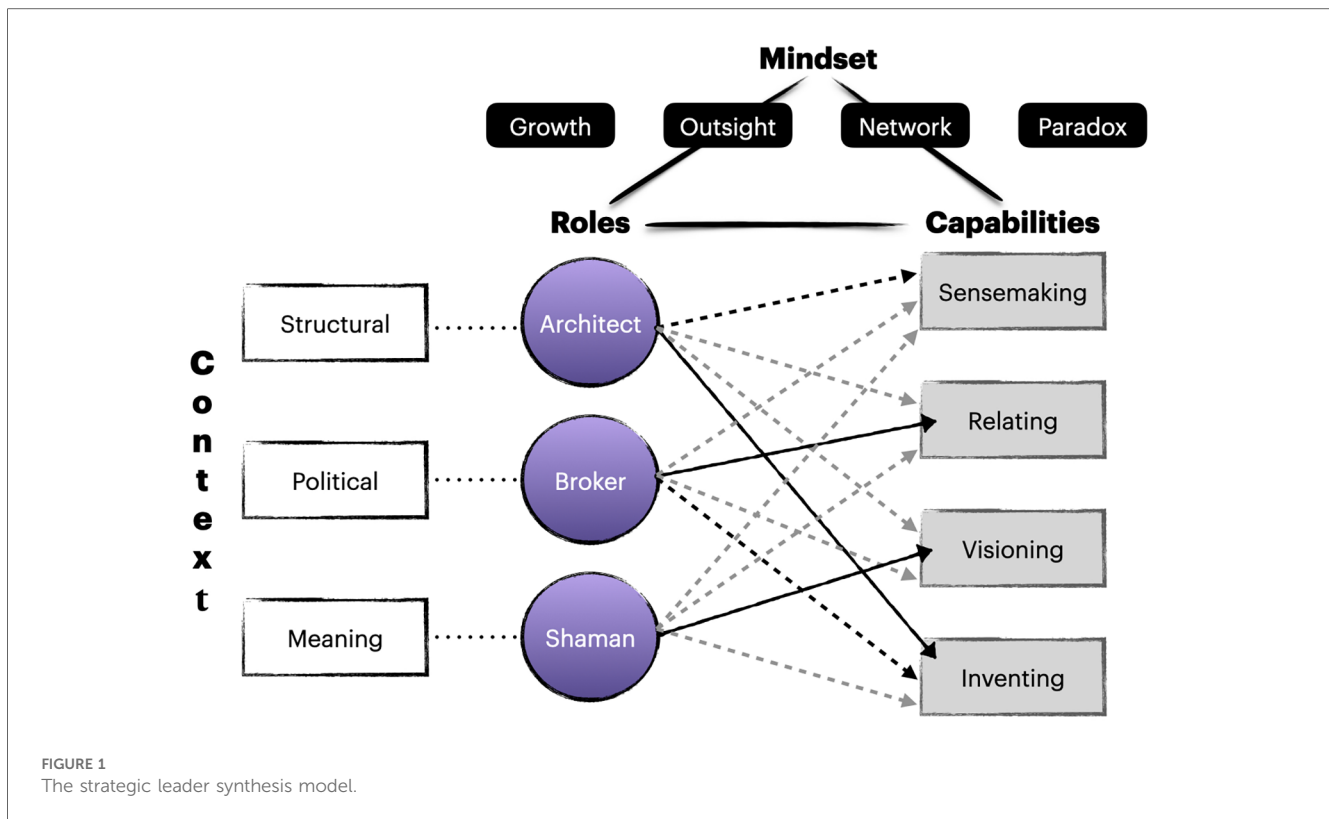 Mindset
Growth Outsight Network Paradox
Roles Capabilities
Sensemaking
Structural Architect
Context
Relating
Political Broker
Visioning
Meaning Shaman
Inventing
FIGURE 1
The strategic leader synthesis model.